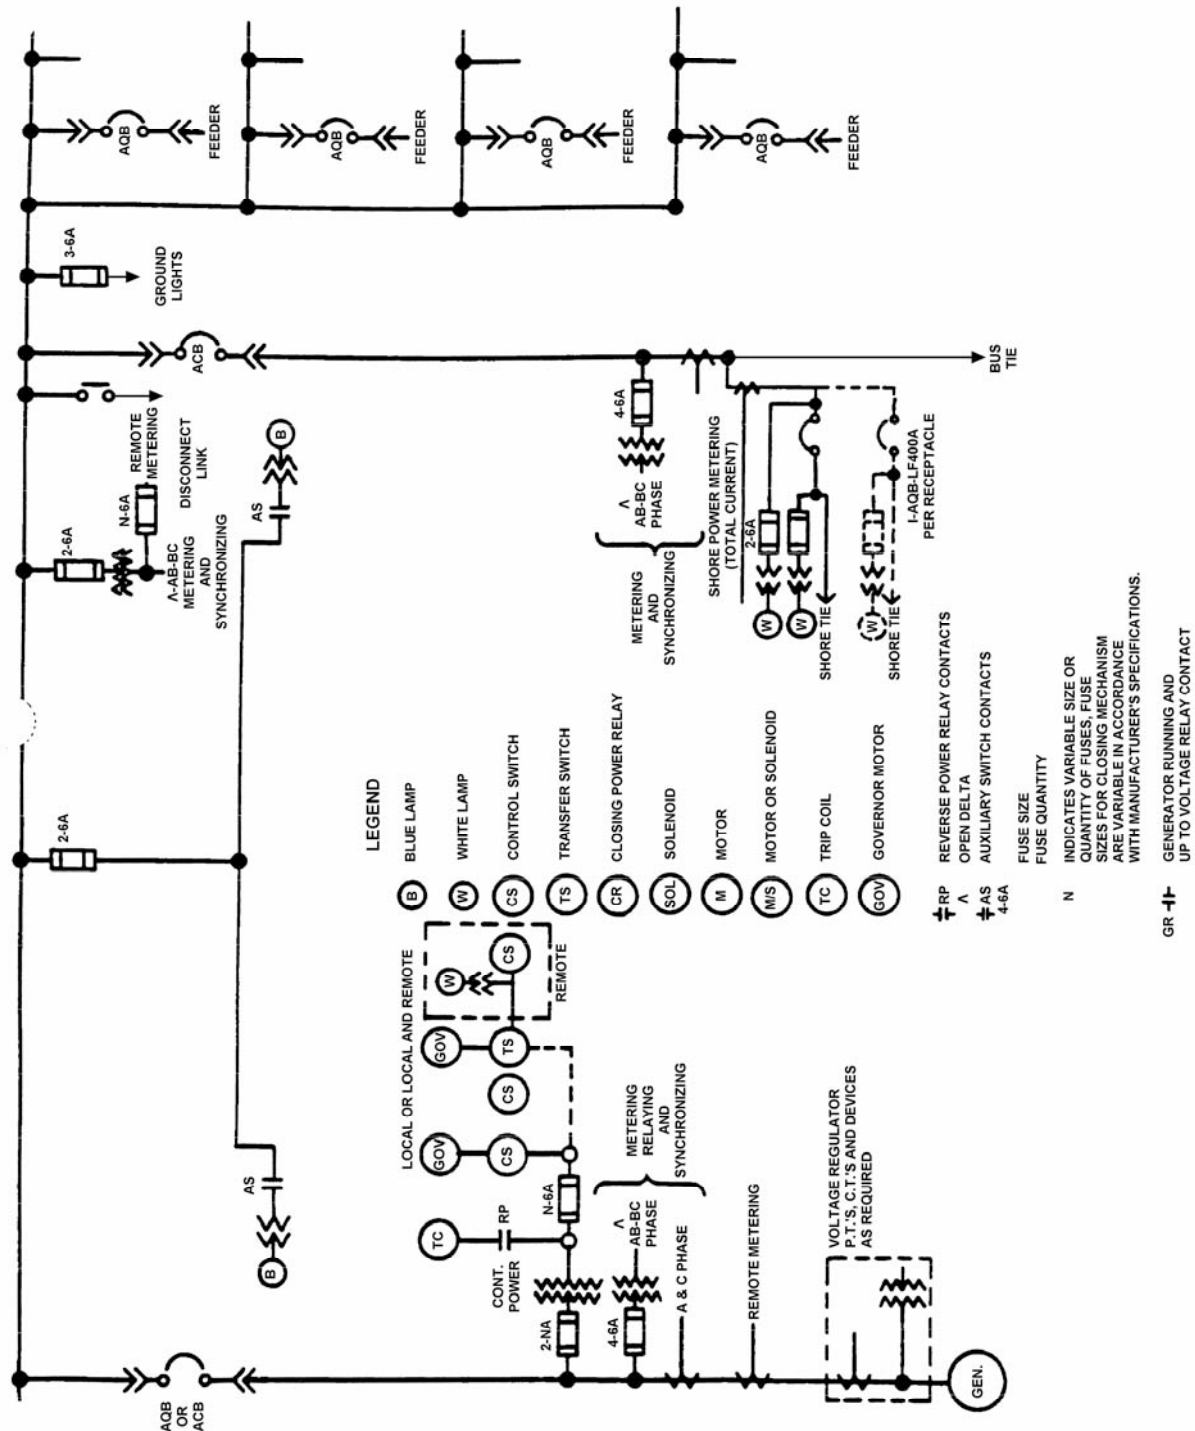 AQB
FEEDER
AQB
FEEDER
AQB
FEEDER
AQB
FEEDER
3-6A
GROUND
LIGHTS
ACB
BUS
TIE
REMOTE
METERING
DISCONNECT
LINK
N-6A
2-6A
Λ-AB-BC
METERING
AND
SYNCHRONIZING
AS
B
4-6A
Λ
AB-BC
PHASE
METERING
AND
SYNCHRONIZING
SHORE POWER METERING
(TOTAL CURRENT)
2-6A
W
W
SHORE TIE
W
SHORE TIE
I-AQB-LF400A
PER RECEPTACLE
2-6A
AS
B
AQB
OR
ACB
LEGEND
B BLUE LAMP
W WHITE LAMP
CS CONTROL SWITCH
TS TRANSFER SWITCH
CR CLOSING POWER RELAY
SOL SOLENOID
M MOTOR
M/S MOTOR OR SOLENOID
TC TRIP COIL
GOV GOVERNOR MOTOR
RP REVERSE POWER RELAY CONTACTS
Λ OPEN DELTA
AS AUXILIARY SWITCH CONTACTS
4-6A FUSE SIZE
FUSE QUANTITY
N INDICATES VARIABLE SIZE OR
QUANTITY OF FUSES, FUSE
SIZES FOR CLOSING MECHANISM
ARE VARIABLE IN ACCORDANCE
WITH MANUFACTURER'S SPECIFICATIONS.
GR GENERATOR RUNNING AND
UP TO VOLTAGE RELAY CONTACT
LOCAL OR LOCAL AND REMOTE
GOV
CS
CS
GOV
TS
W
CS
REMOTE
TC
RP
CONT.
POWER
N-6A
2-NA
4-6A
Λ
AB-BC
PHASE
A & C PHASE
METERING
RELAYING
AND
SYNCHRONIZING
REMOTE METERING
VOLTAGE REGULATOR
P.T.'S, C.T.'S AND DEVICES
AS REQUIRED
GEN.